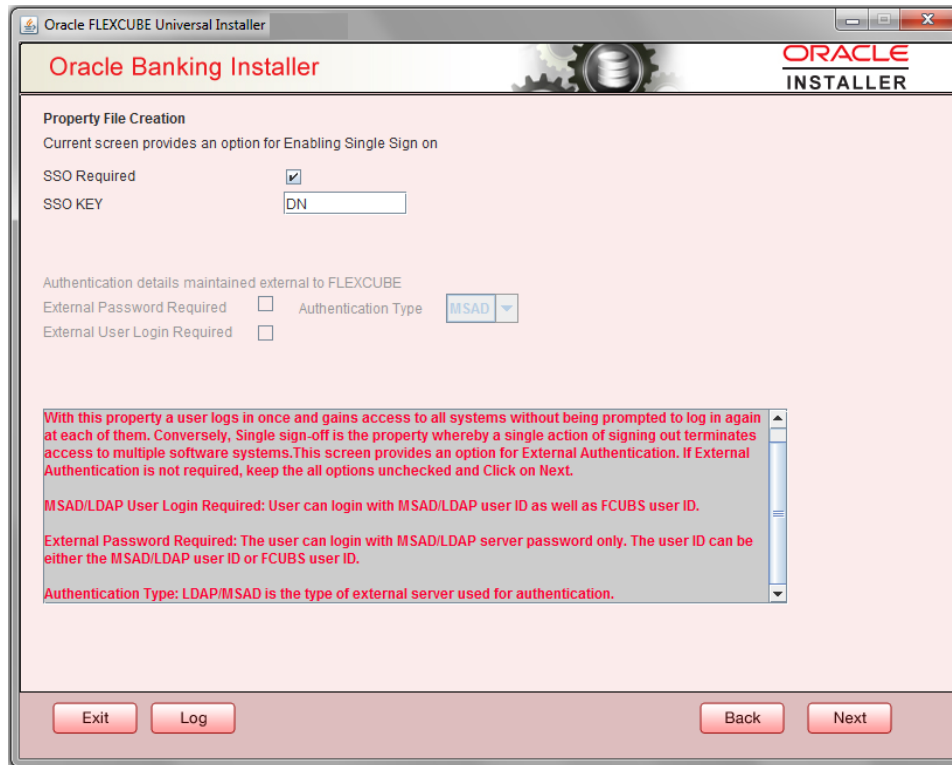 Oracle FLEXCUBE Universal Installer
Oracle Banking Installer
ORACLE
INSTALLER
Property File Creation
Current screen provides an option for Enabling Single Sign on
SSO Required
SSO KEY DN
Authentication details maintained external to FLEXCUBE
External Password Required Authentication Type MSAD
External User Login Required
With this property a user logs in once and gains access to all systems without being prompted to log in again
at each of them. Conversely, Single sign-off is the property whereby a single action of signing out terminates
access to multiple software systems.This screen provides an option for External Authentication. If External
Authentication is not required, keep the all options unchecked and Click on Next.
MSAD/LDAP User Login Required: User can login with MSAD/LDAP user ID as well as FCUBS user ID.
External Password Required: The user can login with MSAD/LDAP server password only. The user ID can be
either the MSAD/LDAP user ID or FCUBS user ID.
Authentication Type: LDAP/MSAD is the type of external server used for authentication.
Exit Log Back Next